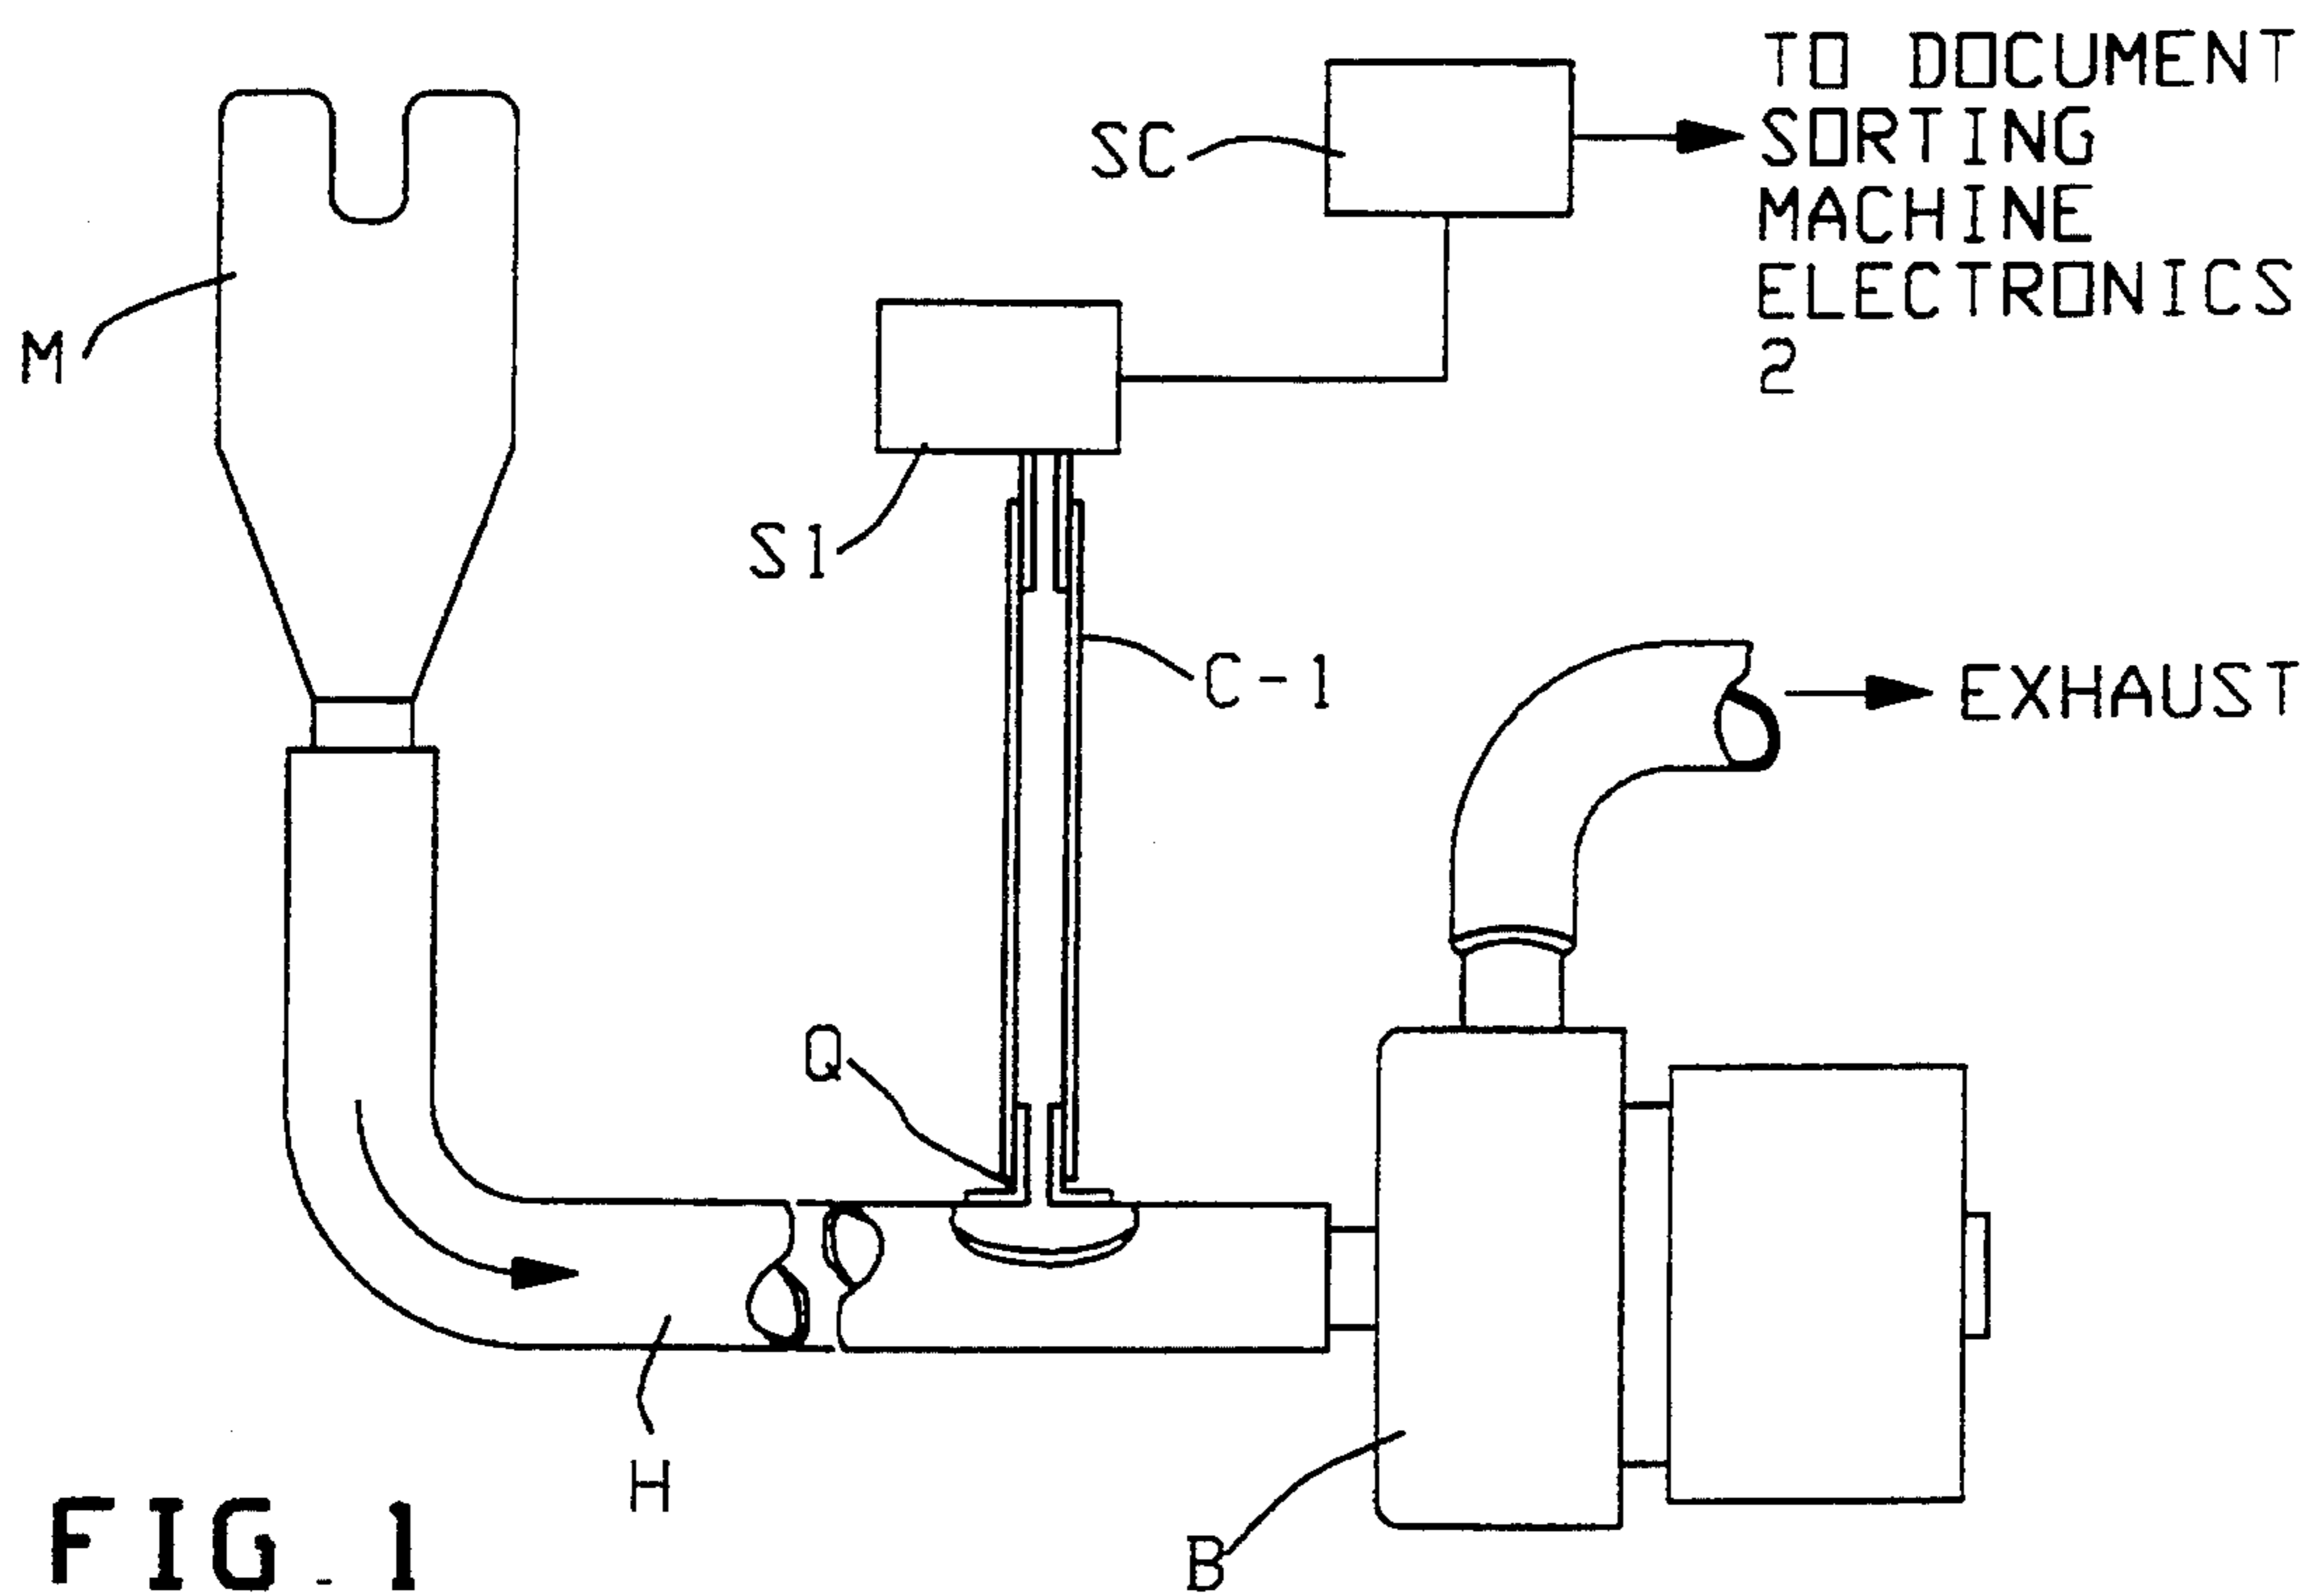 TO DOCUMENT
SORTING
MACHINE
ELECTRONICS
2
SC
M
S1
C-1
EXHAUST
Q
H
B
FIG. 1